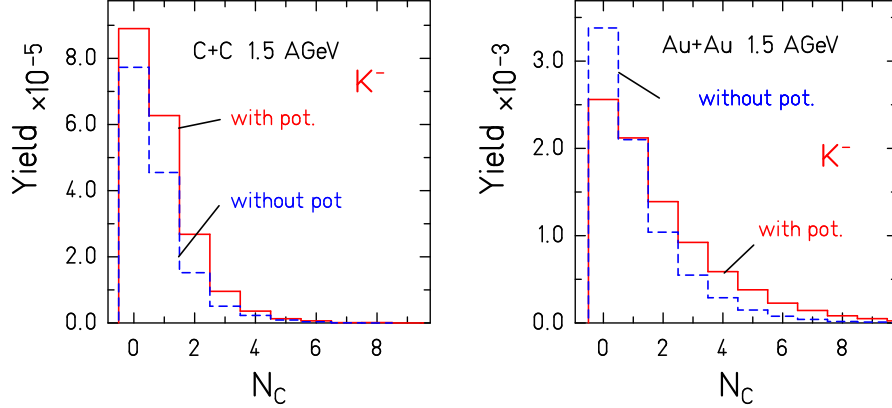 C+C 1.5 AGeV
K⁻
with pot.
without pot
Yield ×10⁻⁵
8.0
6.0
4.0
2.0
0.0
0 2 4 6 8
N_C
Au+Au 1.5 AGeV
without pot.
K⁻
with pot.
Yield ×10⁻³
3.0
2.0
1.0
0.0
0 2 4 6 8
N_C